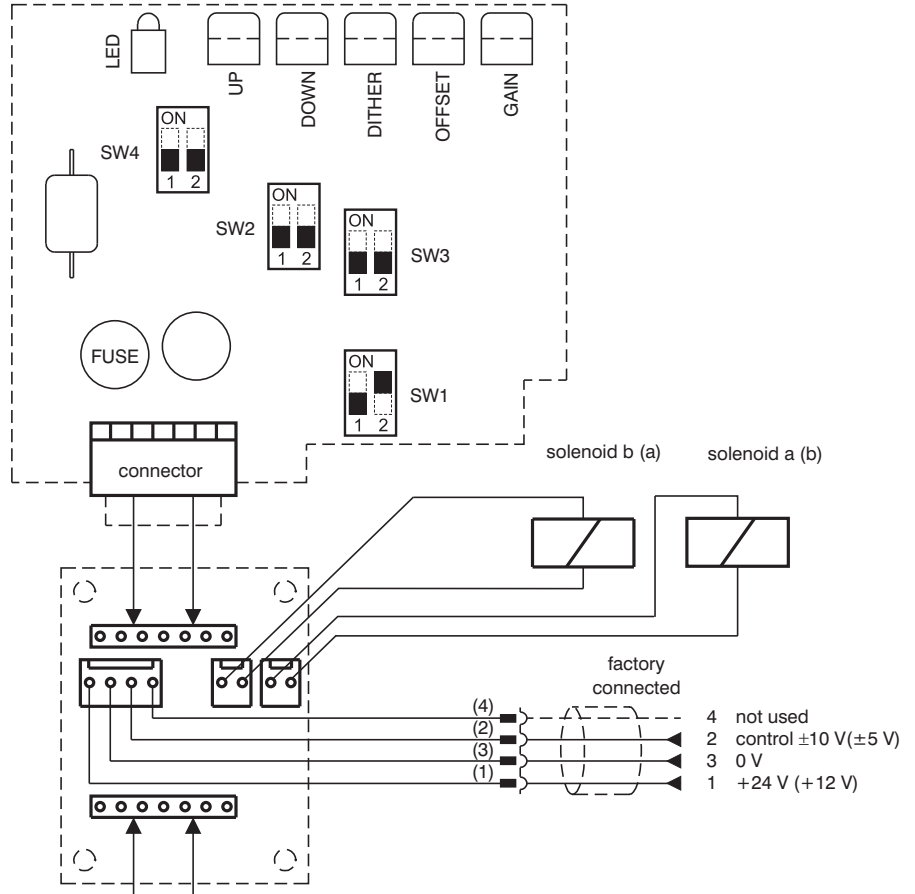 LED
UP
DOWN
DITHER
OFFSET
GAIN
ON
SW4
1 2
ON
SW2
1 2
ON
SW3
1 2
FUSE
ON
SW1
1 2
connector
solenoid b (a)
solenoid a (b)
factory
connected
(4)
4 not used
(2)
2 control ±10 V(±5 V)
(3)
3 0 V
(1)
1 +24 V (+12 V)